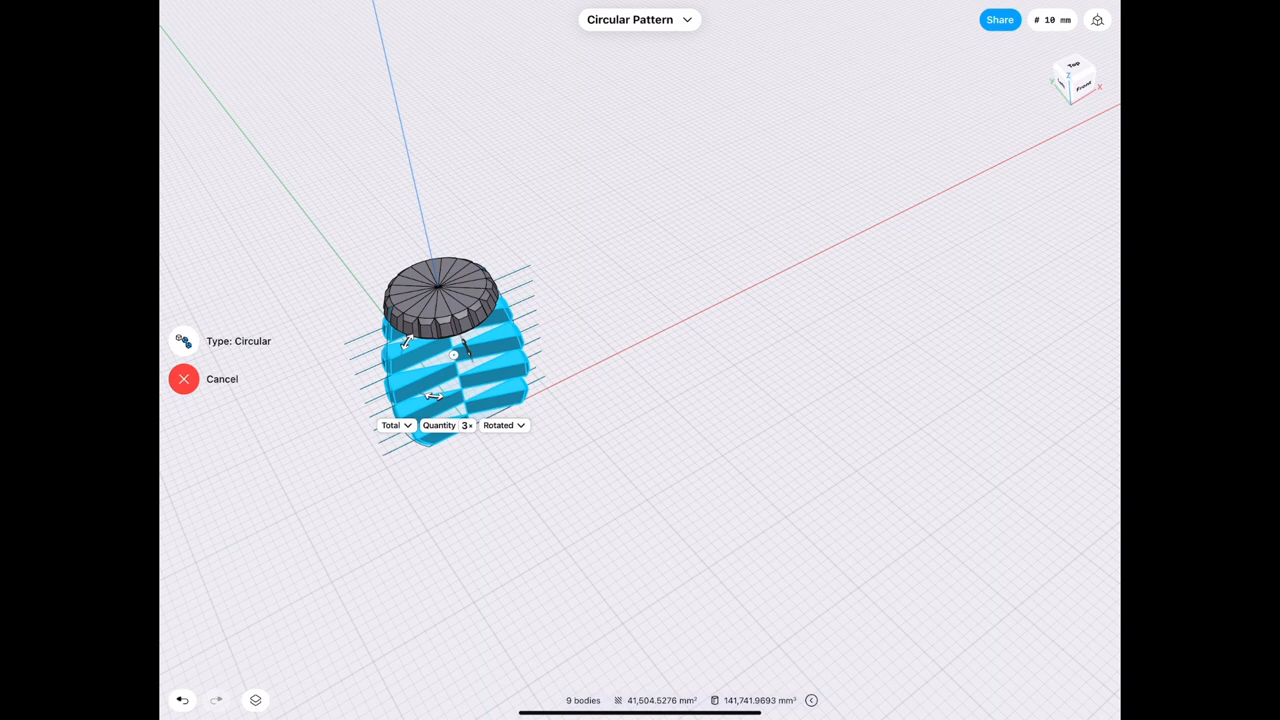 Circular Pattern
Share
# 10 mm
Top
Front
Z
X
Y
Type: Circular
Cancel
Total
Quantity 3×
Rotated
9 bodies
41,504.5276 mm²
141,741.9693 mm³